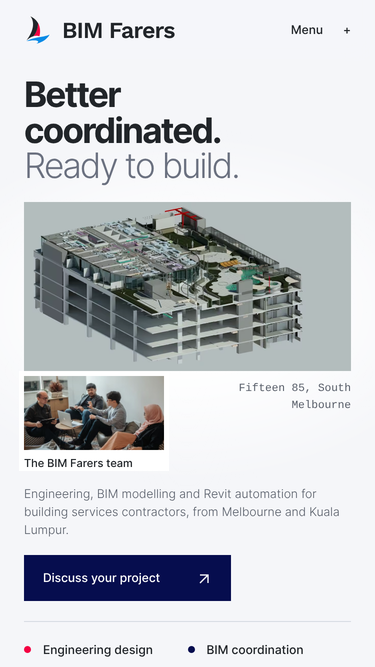 BIM Farers
Menu +
Better
coordinated.
Ready to build.
Fifteen 85, South
Melbourne
The BIM Farers team
Engineering, BIM modelling and Revit automation for
building services contractors, from Melbourne and Kuala
Lumpur.
Discuss your project
Engineering design
BIM coordination